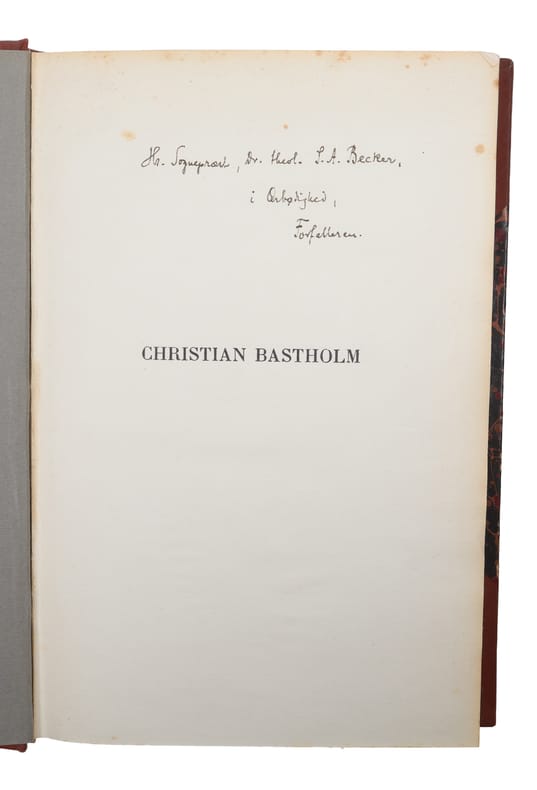 Hr. Sognepræst, Dr. theol. S. A. Becker,
i Ærbødighed,
Forfatteren.
CHRISTIAN BASTHOLM